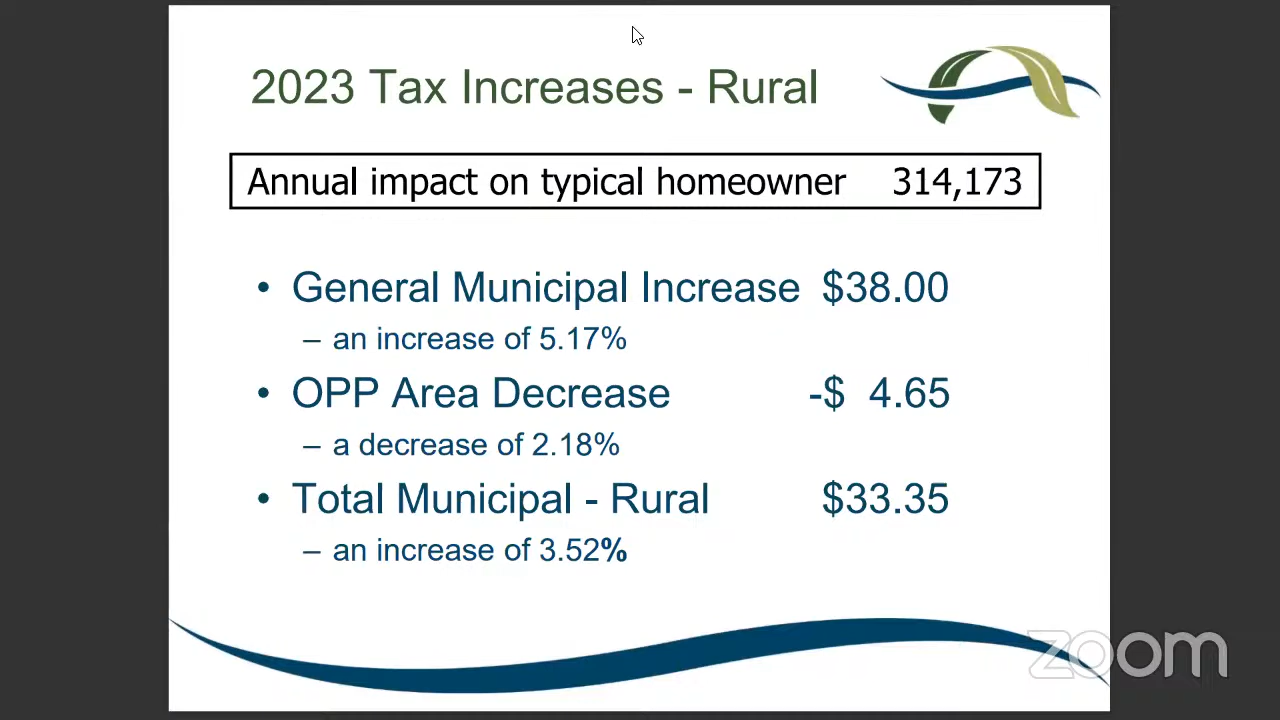 2023 Tax Increases - Rural
Annual impact on typical homeowner 314,173
• General Municipal Increase $38.00
– an increase of 5.17%
• OPP Area Decrease -$ 4.65
– a decrease of 2.18%
• Total Municipal - Rural $33.35
– an increase of 3.52%
zoom